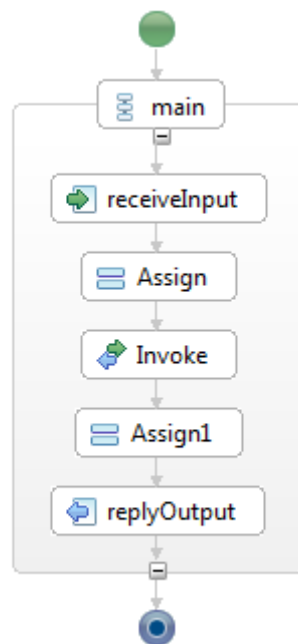 main
receiveInput
Assign
Invoke
Assign1
replyOutput